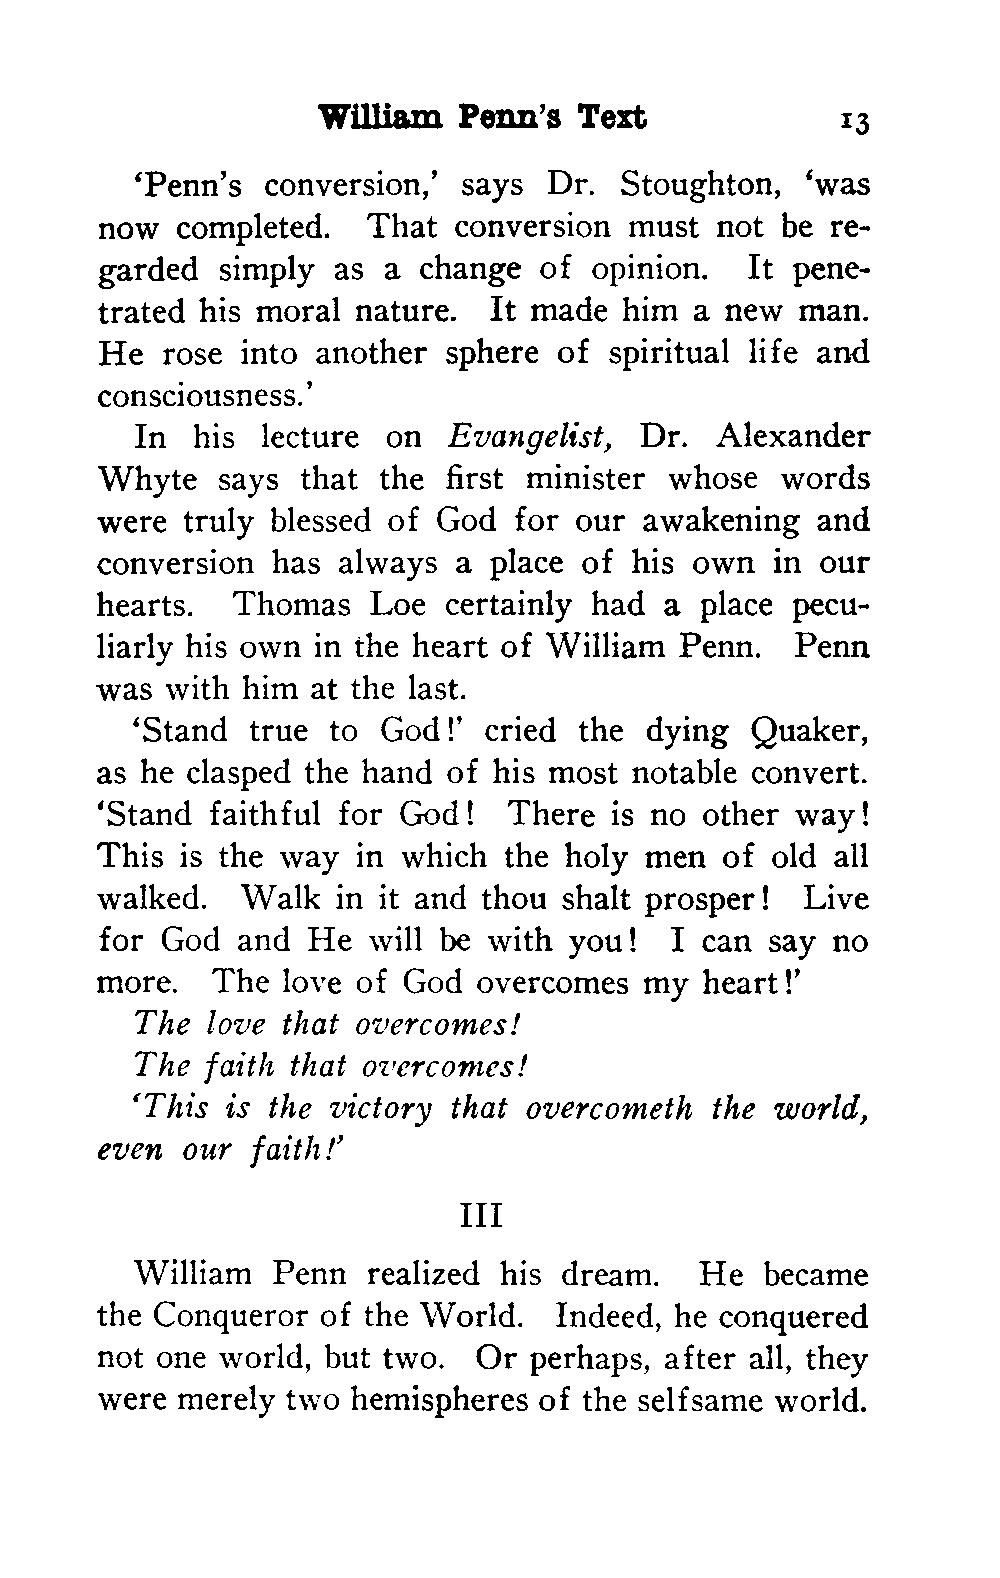 William Penn's Text 13
‘Penn’s conversion,’ says Dr. Stoughton, ‘was
now completed. That conversion must not be re-
garded simply as a change of opinion. It pene-
trated his moral nature. It made him a new man.
He rose into another sphere of spiritual life and
consciousness.’
In his lecture on Evangelist, Dr. Alexander
Whyte says that the first minister whose words
were truly blessed of God for our awakening and
conversion has always a place of his own in our
hearts. Thomas Loe certainly had a place pecu-
liarly his own in the heart of William Penn. Penn
was with him at the last.
‘Stand true to God!’ cried the dying Quaker,
as he clasped the hand of his most notable convert.
‘Stand faithful for God! There is no other way!
This is the way in which the holy men of old all
walked. Walk in it and thou shalt prosper! Live
for God and He will be with you! I can say no
more. The love of God overcomes my heart!’
The love that overcomes!
The faith that overcomes!
‘This is the victory that overcometh the world,
even our faith!’
III
William Penn realized his dream. He became
the Conqueror of the World. Indeed, he conquered
not one world, but two. Or perhaps, after all, they
were merely two hemispheres of the selfsame world.